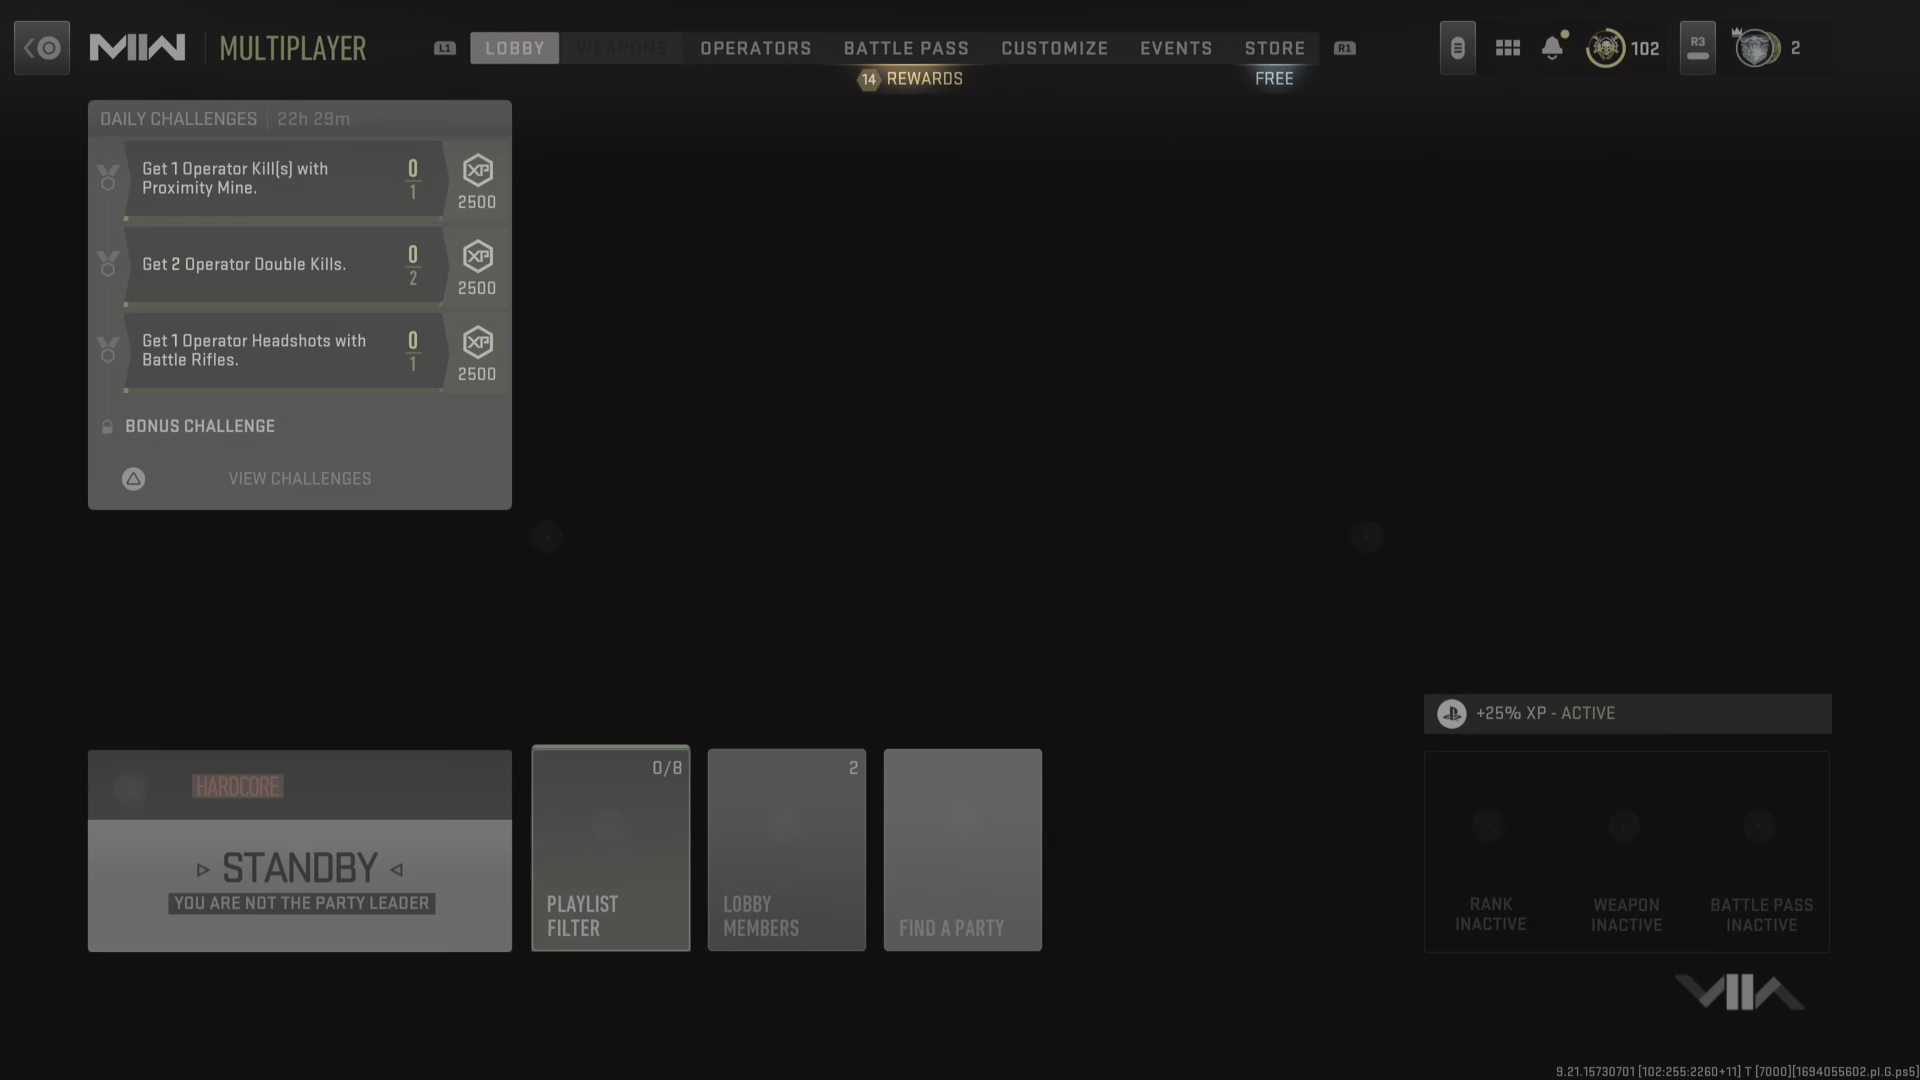 MW MULTIPLAYER
L1 LOBBY WEAPONS OPERATORS BATTLE PASS CUSTOMIZE EVENTS STORE R1
14 REWARDS
FREE
102
R3
2
DAILY CHALLENGES 22h 29m
Get 1 Operator Kill(s) with
Proximity Mine.
0
1
XP
2500
Get 2 Operator Double Kills.
0
2
XP
2500
Get 1 Operator Headshots with
Battle Rifles.
0
1
XP
2500
BONUS CHALLENGE
VIEW CHALLENGES
+25% XP - ACTIVE
HARDCORE
STANDBY
YOU ARE NOT THE PARTY LEADER
0/8
PLAYLIST
FILTER
2
LOBBY
MEMBERS
FIND A PARTY
RANK
INACTIVE
WEAPON
INACTIVE
BATTLE PASS
INACTIVE
9.21.15730701 [102:255:2260+11] T [7000][1694055602.pl.G.ps5]